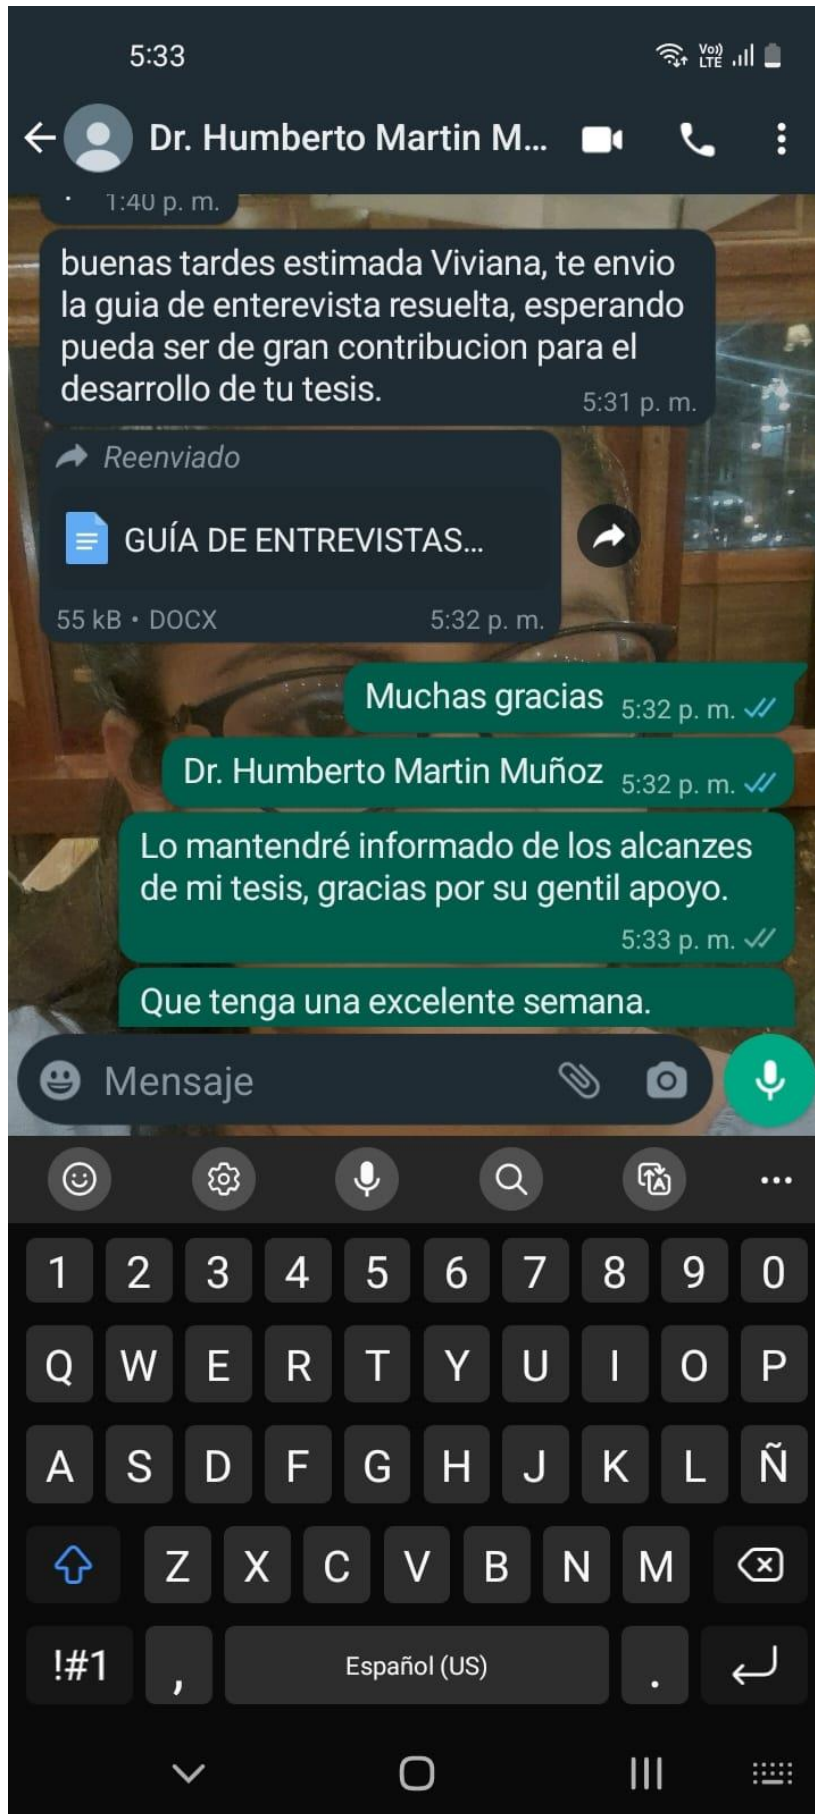 5:33
Vo)) LTE
Dr. Humberto Martin M...
1:40 p. m.
buenas tardes estimada Viviana, te envio
la guia de enterevista resuelta, esperando
pueda ser de gran contribucion para el
desarrollo de tu tesis.
5:31 p. m.
Reenviado
GUÍA DE ENTREVISTAS...
55 kB • DOCX 5:32 p. m.
Muchas gracias 5:32 p. m.
Dr. Humberto Martin Muñoz 5:32 p. m.
Lo mantendré informado de los alcanzes
de mi tesis, gracias por su gentil apoyo.
5:33 p. m.
Que tenga una excelente semana.
Mensaje
1 2 3 4 5 6 7 8 9 0
Q W E R T Y U I O P
A S D F G H J K L Ñ
Z X C V B N M
!#1 , Español (US) .